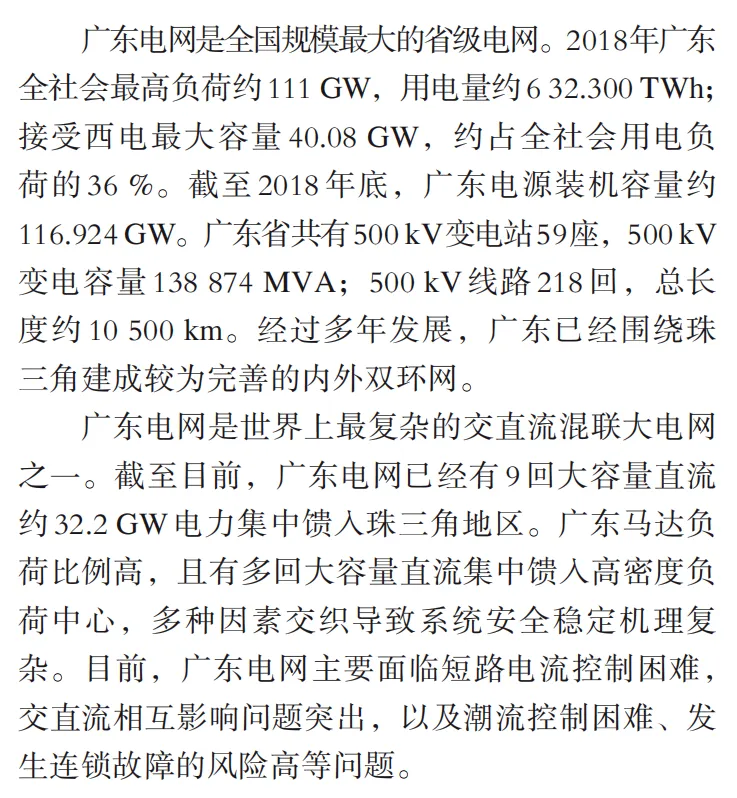 广东电网是全国规模最大的省级电网。2018年广东
全社会最高负荷约111 GW，用电量约6 32.300 TWh；
接受西电最大容量40.08 GW，约占全社会用电负
荷的36 %。截至2018年底，广东电源装机容量约
116.924 GW。广东省共有500 kV变电站59座，500 kV
变电容量138 874 MVA；500 kV线路218回，总长
度约10 500 km。经过多年发展，广东已经围绕珠
三角建成较为完善的内外双环网。
广东电网是世界上最复杂的交直流混联大电网
之一。截至目前，广东电网已经有9回大容量直流
约32.2 GW电力集中馈入珠三角地区。广东马达负
荷比例高，且有多回大容量直流集中馈入高密度负
荷中心，多种因素交织导致系统安全稳定机理复
杂。目前，广东电网主要面临短路电流控制困难，
交直流相互影响问题突出，以及潮流控制困难、发
生连锁故障的风险高等问题。